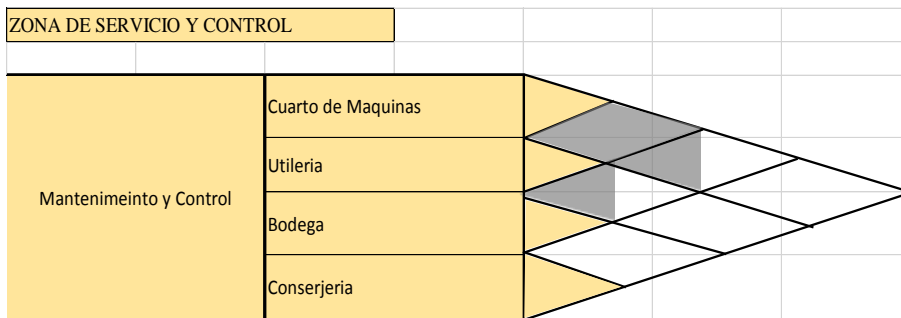 ZONA DE SERVICIO Y CONTROL
Cuarto de Maquinas
Utileria
Mantenimeinto y Control
Bodega
Conserjeria